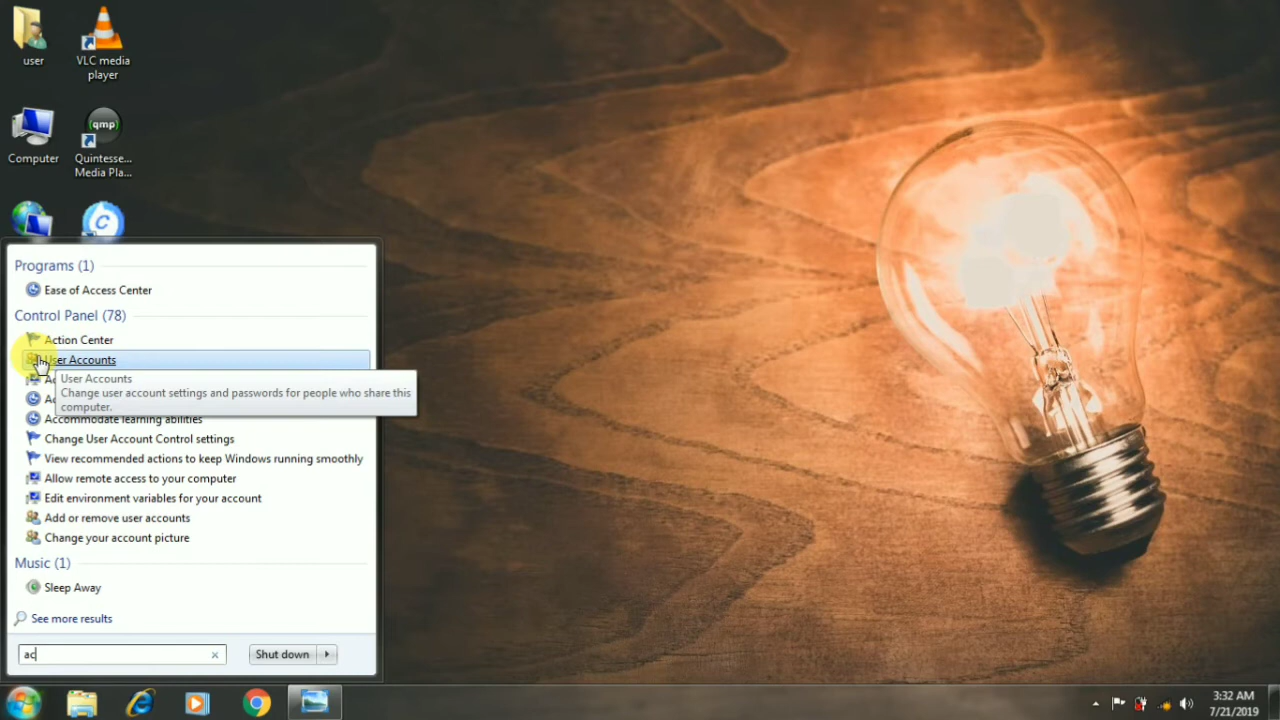 user
VLC media
player
Computer
(qmp)
Quintesse...
Media Pla...
C
Programs (1)
Ease of Access Center
Control Panel (78)
Action Center
User Accounts
User Accounts
Change user account settings and passwords for people who share this
computer.
Accommodate learning abilities
Change User Account Control settings
View recommended actions to keep Windows running smoothly
Allow remote access to your computer
Edit environment variables for your account
Add or remove user accounts
Change your account picture
Music (1)
Sleep Away
See more results
ac
Shut down
3:32 AM
7/21/2019